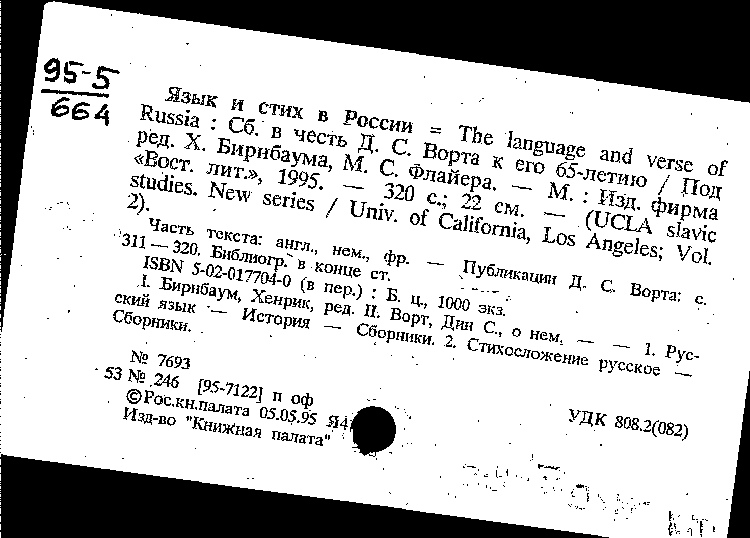 95-5
664
Язык и стих в России = The language and verse of
Russia : Сб. в честь Д. С. Ворта к его 65-летию / Под
ред. Х. Бирнбаума, М. С. Флайера. — М. : Изд. фирма
«Вост. лит.», 1995. — 320 с.; 22 см. — (UCLA slavic
studies. New series / Univ. of California, Los Angeles; Vol.
2).
Часть текста: англ., нем., фр. — Публикации Д. С. Ворта: с.
311 — 320. Библиогр. в конце ст.
ISBN 5-02-017704-0 (в пер.) : Б. ц., 1000 экз.
I. Бирнбаум, Хенрик, ред. II. Ворт, Дин С., о нем. — — 1. Рус-
ский язык — История — Сборники. 2. Стихосложение русское —
Сборники.
№ 7693
53 № 246 [95-7122] п оф
УДК 808.2(082)
©Рос.кн.палата 05.05.95 Я41
Изд-во "Книжная палата"